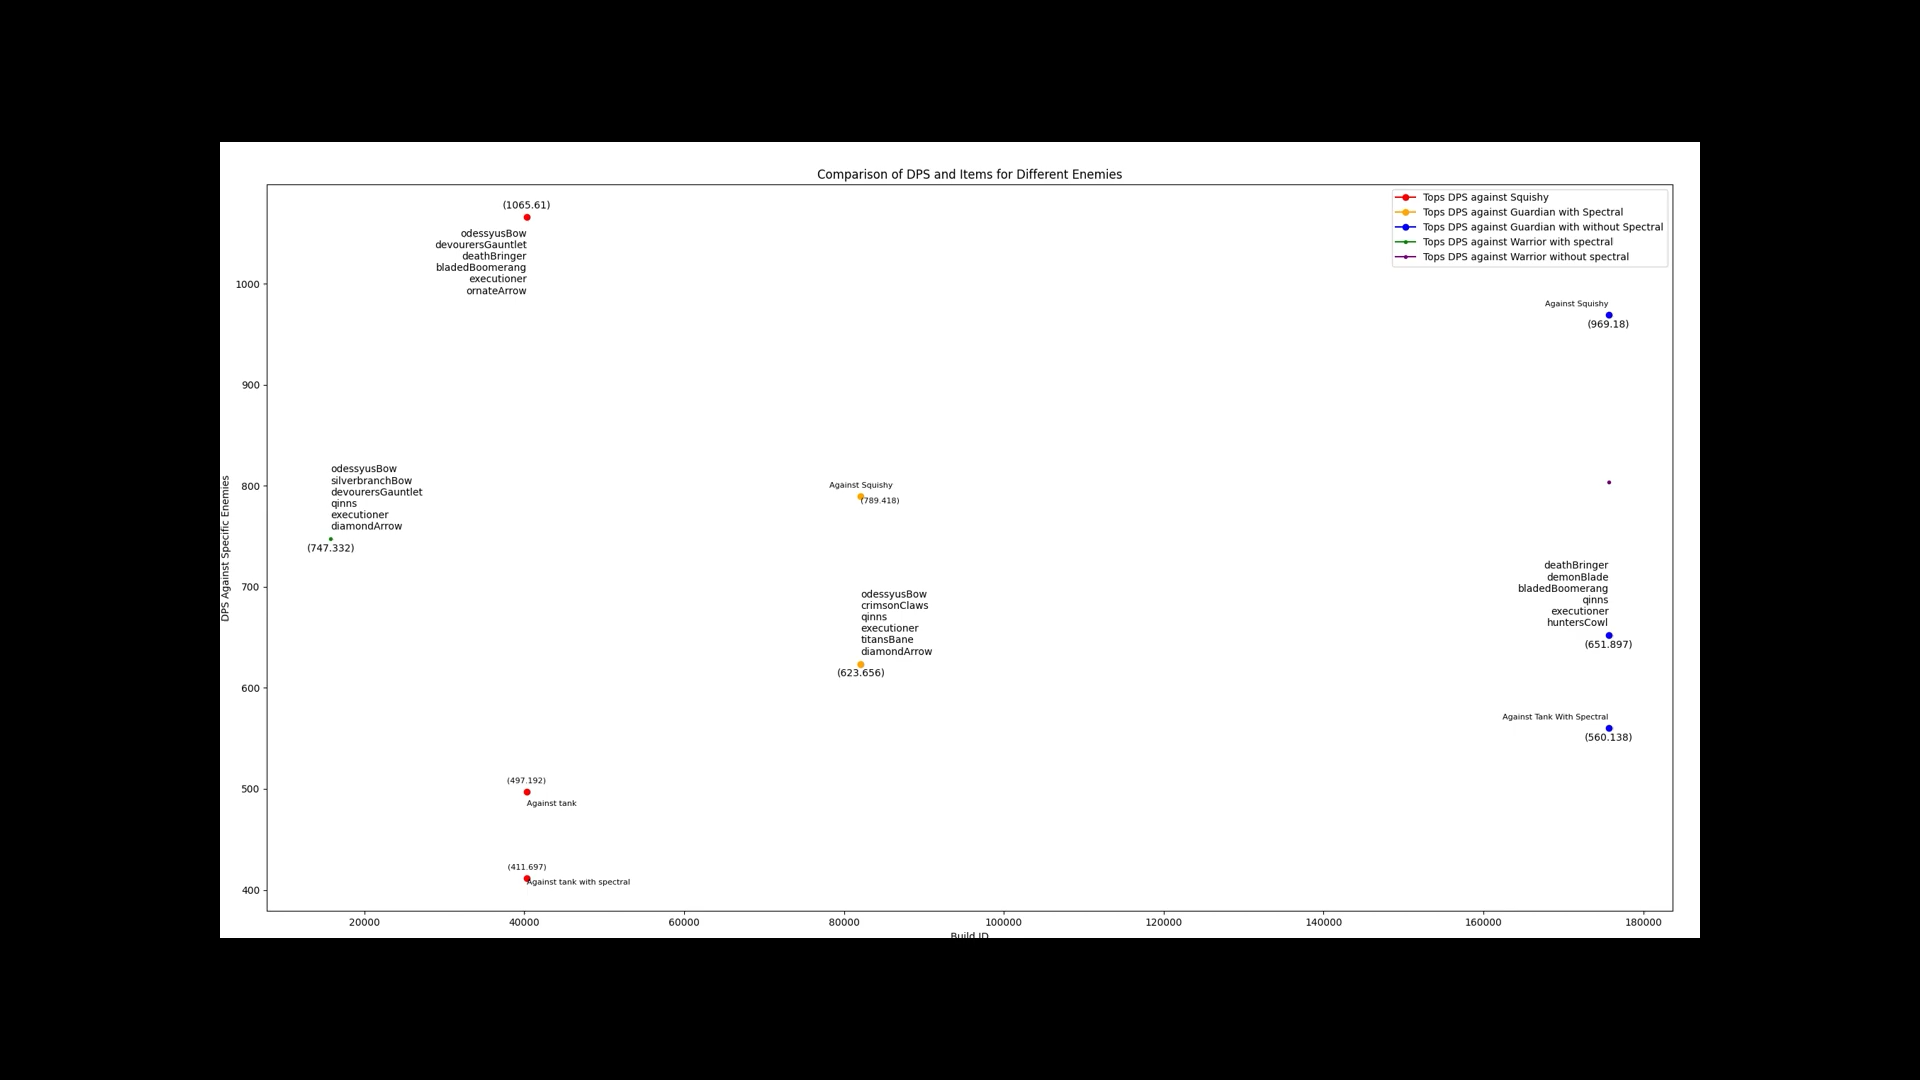 Comparison of DPS and Items for Different Enemies
Tops DPS against Squishy
Tops DPS against Guardian with Spectral
Tops DPS against Guardian with without Spectral
Tops DPS against Warrior with spectral
Tops DPS against Warrior without spectral
DPS Against Specific Enemies
1000
900
800
700
600
500
400
(1065.61)
odessyusBow
devourersGauntlet
deathBringer
bladedBoomerang
executioner
ornateArrow
Against Squishy
(969.18)
odessyusBow
silverbranchBow
devourersGauntlet
qinns
executioner
diamondArrow
(747.332)
Against Squishy
(789.418)
odessyusBow
crimsonClaws
qinns
executioner
titansBane
diamondArrow
(623.656)
deathBringer
demonBlade
bladedBoomerang
qinns
executioner
huntersCowl
(651.897)
Against Tank With Spectral
(560.138)
(497.192)
Against tank
(411.697)
Against tank with spectral
20000
40000
60000
80000
100000
120000
140000
160000
180000
Build ID